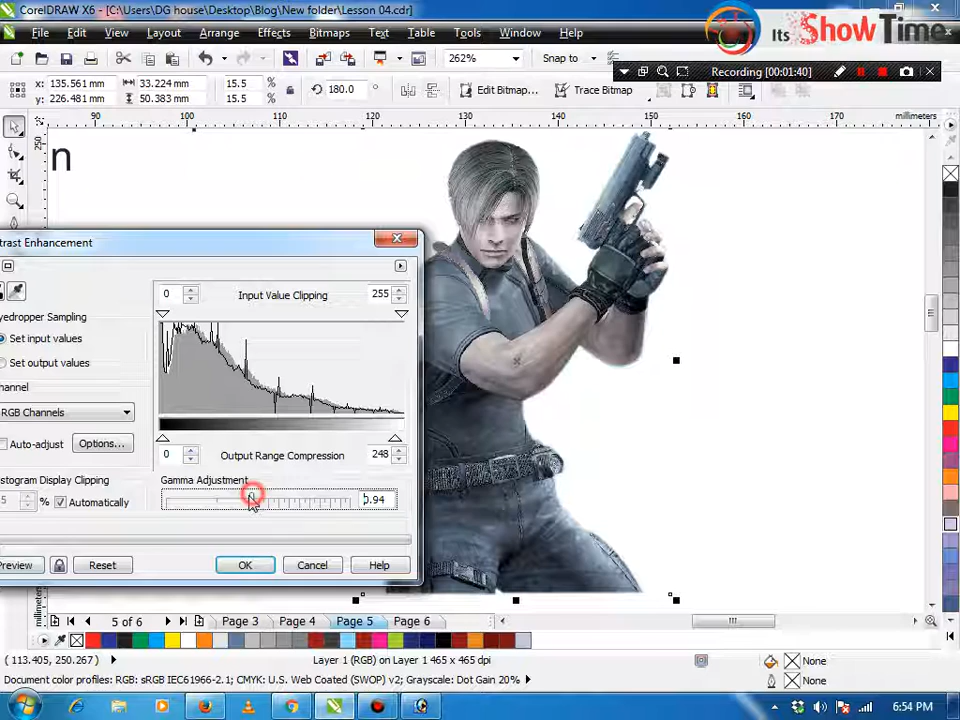 CorelDRAW X6 - [C:\Users\DG house\Desktop\Blog\New folder\Lesson 04.cdr]
Its ShowTime
File Edit View Layout Arrange Effects Bitmaps Text Table Tools Window Help
262% Snap to
Recording [00:01:40]
x: 135.561 mm 33.224 mm 15.5 % 180.0 ° Edit Bitmap... Trace Bitmap
y: 226.481 mm 50.383 mm 15.5 %
90 100 110 120 130 140 150 millimeters
250
n
trast Enhancement
0 Input Value Clipping 255
yedropper Sampling
Set input values
Set output values
hannel
RGB Channels
Auto-adjust Options...
0 Output Range Compression 248
stogram Display Clipping Gamma Adjustment
5 % Automatically 0.94
Preview Reset OK Cancel Help
5 of 6 Page 3 Page 4 Page 5 Page 6
( 113.405, 250.267 ) Layer 1 (RGB) on Layer 1 465 x 465 dpi None
Document color profiles: RGB: sRGB IEC61966-2.1; CMYK: U.S. Web Coated (SWOP) v2; Grayscale: Dot Gain 20% None
6:54 PM